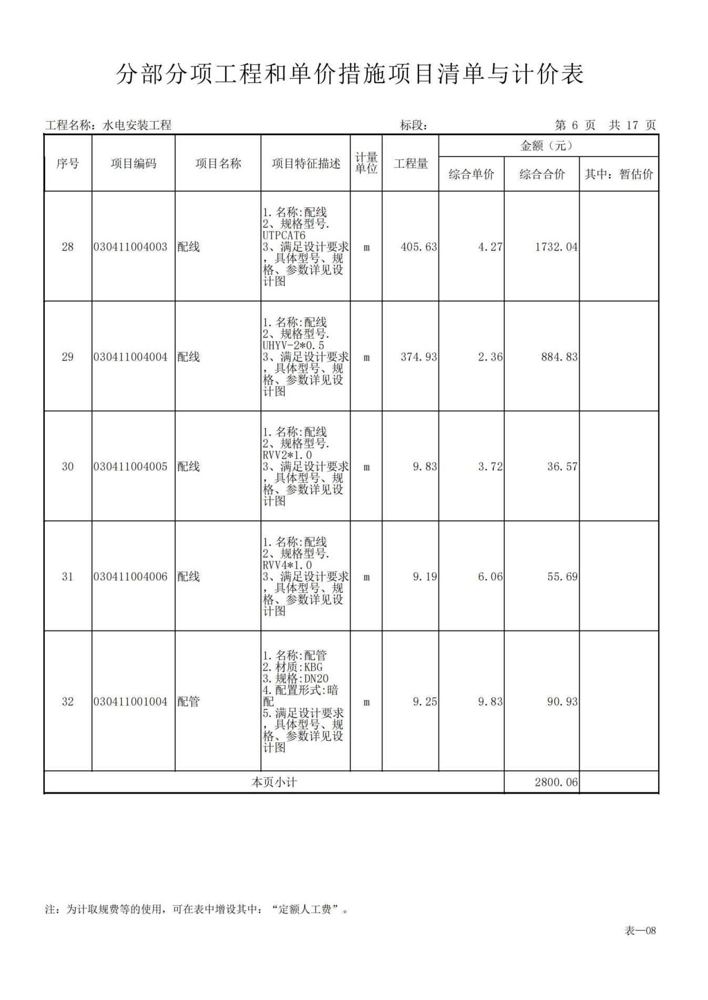 分部分项工程和单价措施项目清单与计价表
工程名称：水电安装工程 标段： 第 6 页 共 17 页
序号 项目编码 项目名称 项目特征描述 计量单位 工程量 金额（元）
综合单价 综合合价 其中：暂估价
28 030411004003 配线
1.名称:配线
2、规格型号.
UTPCAT6
3、满足设计要求
，具体型号、规
格、参数详见设
计图
m 405.63 4.27 1732.04
29 030411004004 配线
1.名称:配线
2、规格型号.
UHYV-2*0.5
3、满足设计要求
，具体型号、规
格、参数详见设
计图
m 374.93 2.36 884.83
30 030411004005 配线
1.名称:配线
2、规格型号.
RVV2*1.0
3、满足设计要求
，具体型号、规
格、参数详见设
计图
m 9.83 3.72 36.57
31 030411004006 配线
1.名称:配线
2、规格型号.
RVV4*1.0
3、满足设计要求
，具体型号、规
格、参数详见设
计图
m 9.19 6.06 55.69
32 030411001004 配管
1.名称:配管
2.材质:KBG
3.规格:DN20
4.配置形式:暗
配
5.满足设计要求
，具体型号、规
格、参数详见设
计图
m 9.25 9.83 90.93
本页小计 2800.06
注：为计取规费等的使用，可在表中增设其中：“定额人工费”。
表—08